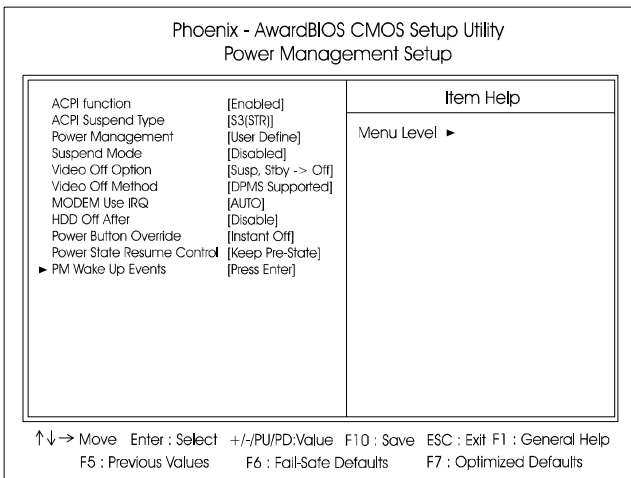 Phoenix - AwardBIOS CMOS Setup Utility
Power Management Setup
Item Help
Menu Level ►
ACPI function [Enabled]
ACPI Suspend Type [S3(STR)]
Power Management [User Define]
Suspend Mode [Disabled]
Video Off Option [Susp, Stby -> Off]
Video Off Method [DPMS Supported]
MODEM Use IRQ [AUTO]
HDD Off After [Disable]
Power Button Override [Instant Off]
Power State Resume Control [Keep Pre-State]
► PM Wake Up Events [Press Enter]
↑↓→ Move Enter : Select +/-/PU/PD:Value F10 : Save ESC : Exit F1 : General Help
F5 : Previous Values F6 : Fail-Safe Defaults F7 : Optimized Defaults